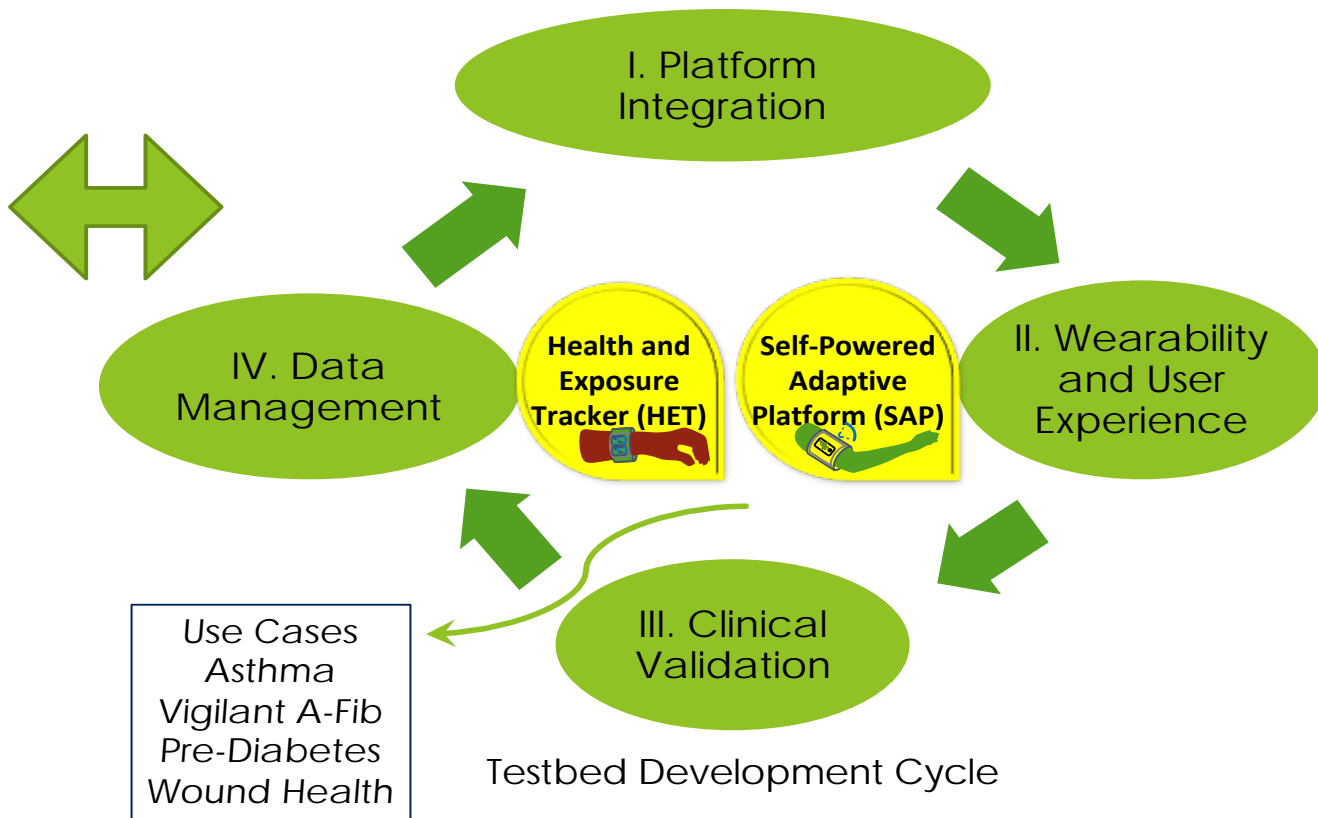 I. Platform
Integration
Health and
Exposure
Tracker (HET)
Self-Powered
Adaptive
Platform (SAP)
II. Wearability
and User
Experience
IV. Data
Management
III. Clinical
Validation
Use Cases
Asthma
Vigilant A-Fib
Pre-Diabetes
Wound Health
Testbed Development Cycle